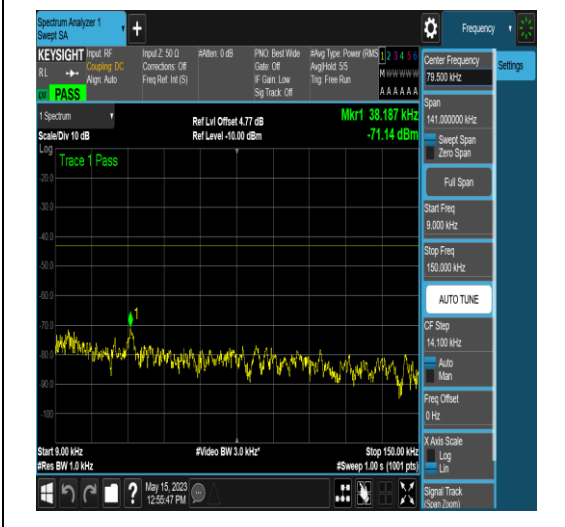 Spectrum Analyzer 1
Swept SA
+
Frequency
KEYSIGHT
RL
PASS
Input: RF
Coupling: DC
Align: Auto
Input Z: 50 Ω
Corrections: Off
Freq Ref: Int (S)
#Atten: 0 dB
PNO: Best Wide
Gate: Off
IF Gain: Low
Sig Track: Off
#Avg Type: Power (RMS
Avg|Hold: 5/5
Trig: Free Run
1 2 3 4 5 6
M w w w w w
A A A A A A
1 Spectrum
Scale/Div 10 dB
Log
Ref Lvl Offset 4.77 dB
Ref Level -10.00 dBm
Mkr1 38.187 kHz
-71.14 dBm
Trace 1 Pass
-20.0
-30.0
-40.0
-50.0
-60.0
-70.0
-80.0
-90.0
-100
1
Start 9.00 kHz
#Res BW 1.0 kHz
#Video BW 3.0 kHz*
Stop 150.00 kHz
#Sweep 1.00 s (1001 pts)
May 15, 2023
12:55:47 PM
Center Frequency
79.500 kHz
Settings
Span
141.000000 kHz
Swept Span
Zero Span
Full Span
Start Freq
9.000 kHz
Stop Freq
150.000 kHz
AUTO TUNE
CF Step
14.100 kHz
Auto
Man
Freq Offset
0 Hz
X Axis Scale
Log
Lin
Signal Track
(Span Zoom)